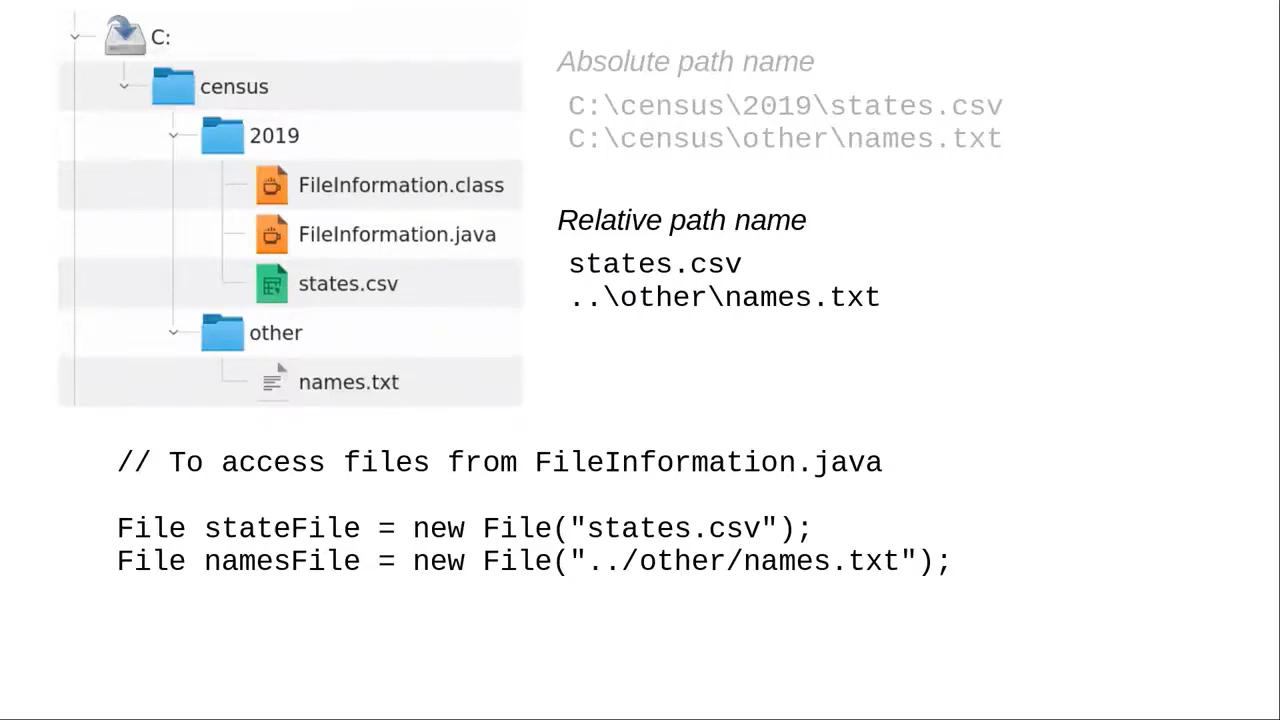 C:
census
2019
FileInformation.class
FileInformation.java
states.csv
other
names.txt
Absolute path name
C:\census\2019\states.csv
C:\census\other\names.txt
Relative path name
states.csv
..\other\names.txt
// To access files from FileInformation.java
File stateFile = new File("states.csv");
File namesFile = new File("../other/names.txt");